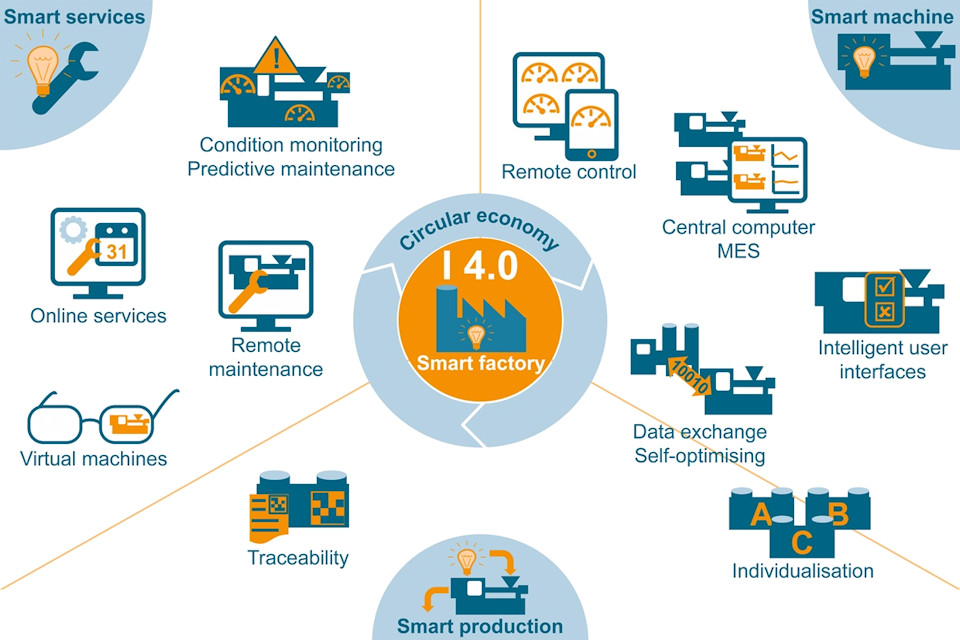 Smart services
Smart machine
Condition monitoring
Predictive maintenance
Remote control
Central computer
MES
31
Online services
Remote
maintenance
Circular economy
I 4.0
Smart factory
Intelligent user
interfaces
10010
Data exchange
Self-optimising
Virtual machines
Traceability
A
B
C
Individualisation
Smart production